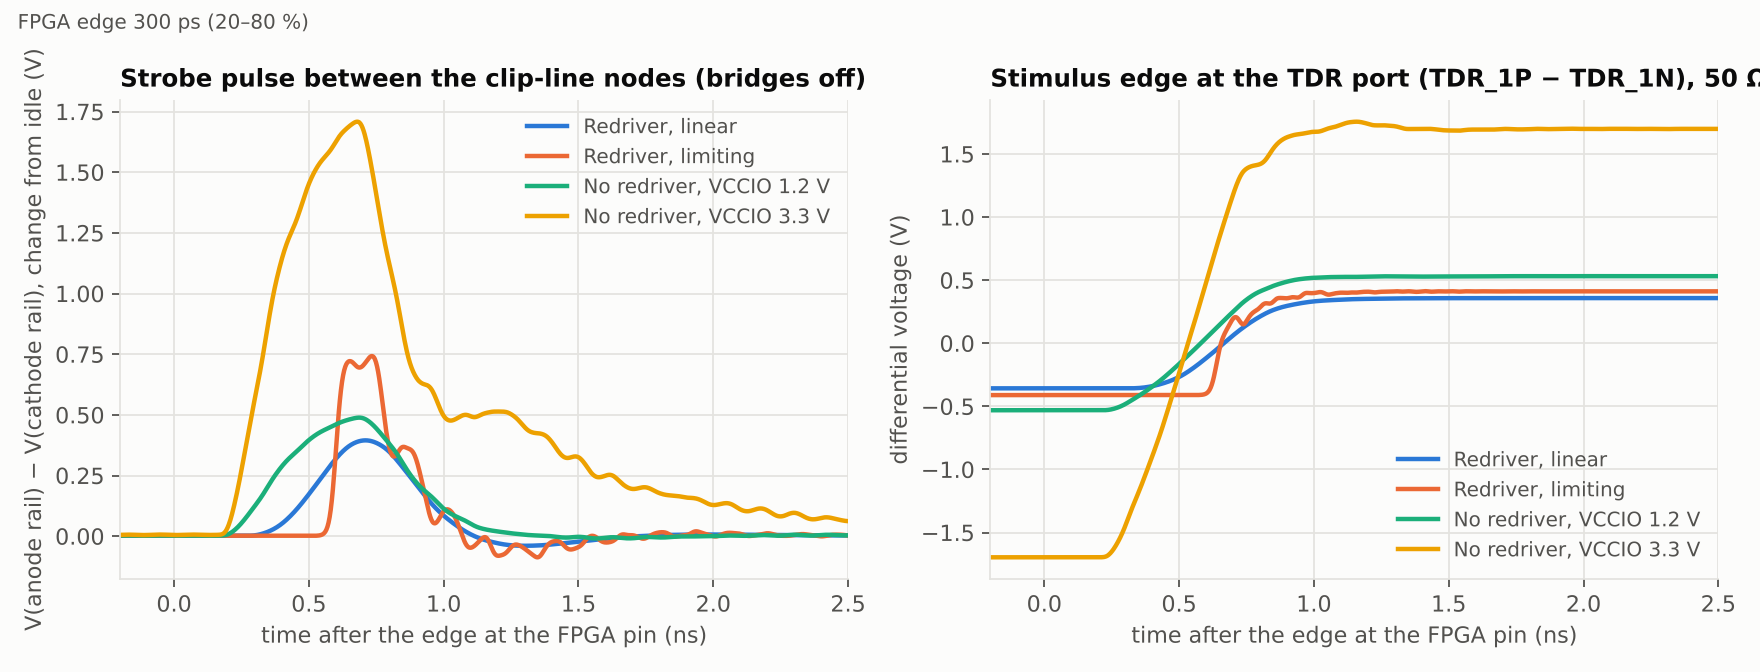 FPGA edge 300 ps (20–80 %)
Strobe pulse between the clip-line nodes (bridges off)
V(anode rail) − V(cathode rail), change from idle (V)
1.75
1.50
1.25
1.00
0.75
0.50
0.25
0.00
Redriver, linear
Redriver, limiting
No redriver, VCCIO 1.2 V
No redriver, VCCIO 3.3 V
0.0 0.5 1.0 1.5 2.0 2.5
time after the edge at the FPGA pin (ns)
Stimulus edge at the TDR port (TDR_1P − TDR_1N), 50 Ω
differential voltage (V)
1.5
1.0
0.5
0.0
−0.5
−1.0
−1.5
Redriver, linear
Redriver, limiting
No redriver, VCCIO 1.2 V
No redriver, VCCIO 3.3 V
0.0 0.5 1.0 1.5 2.0 2.5
time after the edge at the FPGA pin (ns)